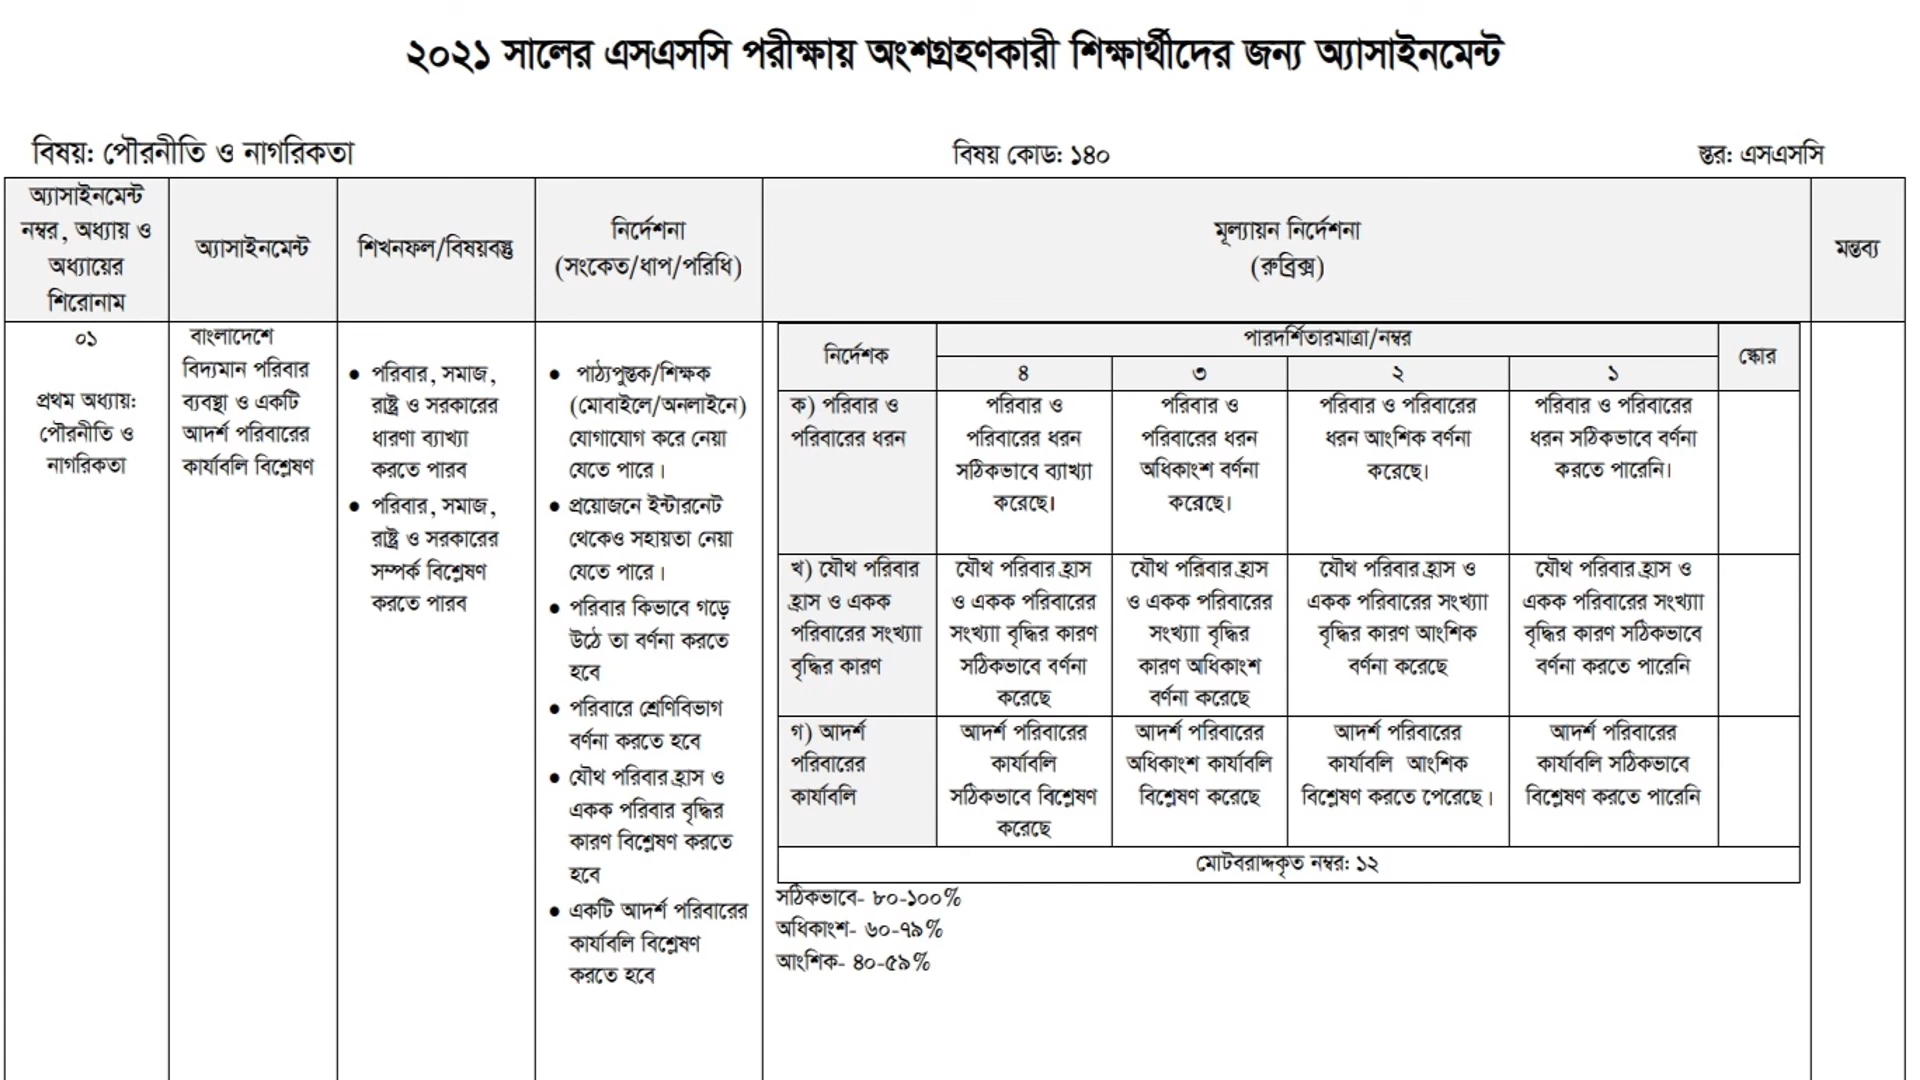 ২০২১ সালের এসএসসি পরীক্ষায় অংশগ্রহণকারী শিক্ষার্থীদের জন্য অ্যাসাইনমেন্ট
বিষয়: পৌরনীতি ও নাগরিকতা
বিষয় কোড: ১৪০
স্তর: এসএসসি
অ্যাসাইনমেন্ট
নম্বর, অধ্যায় ও
অধ্যায়ের
শিরোনাম
অ্যাসাইনমেন্ট
শিখনফল/বিষয়বস্তু
নির্দেশনা
(সংকেত/ধাপ/পরিধি)
মূল্যায়ন নির্দেশনা
(রুব্রিক্স)
মন্তব্য
০১
প্রথম অধ্যায়:
পৌরনীতি ও
নাগরিকতা
বাংলাদেশে
বিদ্যমান পরিবার
ব্যবস্থা ও একটি
আদর্শ পরিবারের
কার্যাবলি বিশ্লেষণ
● পরিবার, সমাজ,
রাষ্ট্র ও সরকারের
ধারণা ব্যাখ্যা
করতে পারব
● পরিবার, সমাজ,
রাষ্ট্র ও সরকারের
সম্পর্ক বিশ্লেষণ
করতে পারব
● পাঠ্যপুস্তক/শিক্ষক
(মোবাইলে/অনলাইনে)
যোগাযোগ করে নেয়া
যেতে পারে।
● প্রয়োজনে ইন্টারনেট
থেকেও সহায়তা নেয়া
যেতে পারে।
● পরিবার কিভাবে গড়ে
উঠে তা বর্ণনা করতে
হবে
● পরিবারে শ্রেণিবিভাগ
বর্ণনা করতে হবে
● যৌথ পরিবার হ্রাস ও
একক পরিবার বৃদ্ধির
কারণ বিশ্লেষণ করতে
হবে
● একটি আদর্শ পরিবারের
কার্যাবলি বিশ্লেষণ
করতে হবে
নির্দেশক
পারদর্শিতারমাত্রা/নম্বর
স্কোর
৪
৩
২
১
ক) পরিবার ও
পরিবারের ধরন
পরিবার ও
পরিবারের ধরন
সঠিকভাবে ব্যাখ্যা
করেছে।
পরিবার ও
পরিবারের ধরন
অধিকাংশ বর্ণনা
করেছে।
পরিবার ও পরিবারের
ধরন আংশিক বর্ণনা
করেছে।
পরিবার ও পরিবারের
ধরন সঠিকভাবে বর্ণনা
করতে পারেনি।
খ) যৌথ পরিবার
হ্রাস ও একক
পরিবারের সংখ্যাা
বৃদ্ধির কারণ
যৌথ পরিবার হ্রাস
ও একক পরিবারের
সংখ্যাা বৃদ্ধির কারণ
সঠিকভাবে বর্ণনা
করেছে
যৌথ পরিবার হ্রাস
ও একক পরিবারের
সংখ্যাা বৃদ্ধির
কারণ অধিকাংশ
বর্ণনা করেছে
যৌথ পরিবার হ্রাস ও
একক পরিবারের সংখ্যাা
বৃদ্ধির কারণ আংশিক
বর্ণনা করেছে
যৌথ পরিবার হ্রাস ও
একক পরিবারের সংখ্যাা
বৃদ্ধির কারণ সঠিকভাবে
বর্ণনা করতে পারেনি
গ) আদর্শ
পরিবারের
কার্যাবলি
আদর্শ পরিবারের
কার্যাবলি
সঠিকভাবে বিশ্লেষণ
করেছে
আদর্শ পরিবারের
অধিকাংশ কার্যাবলি
বিশ্লেষণ করেছে
আদর্শ পরিবারের
কার্যাবলি আংশিক
বিশ্লেষণ করতে পেরেছে।
আদর্শ পরিবারের
কার্যাবলি সঠিকভাবে
বিশ্লেষণ করতে পারেনি
মোটবরাদ্দকৃত নম্বর: ১২
সঠিকভাবে- ৮০-১০০%
অধিকাংশ- ৬০-৭৯%
আংশিক- ৪০-৫৯%